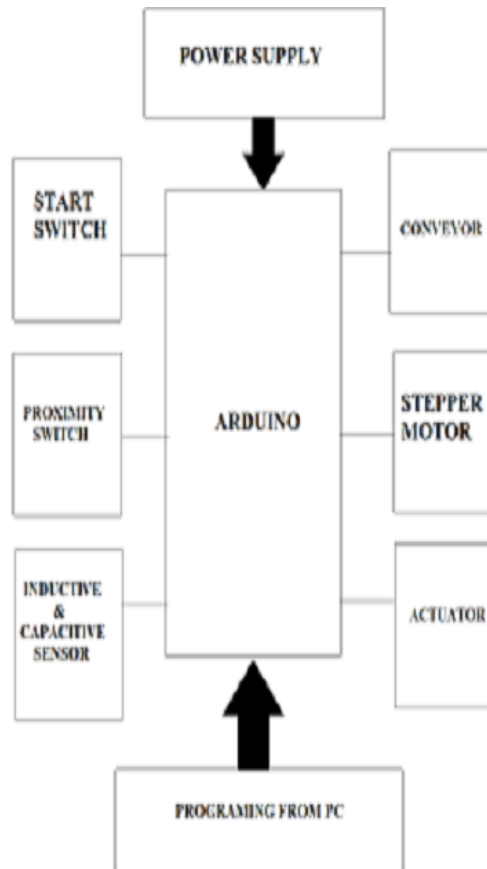 POWER SUPPLY
START
SWITCH
CONVEYOR
PROXIMITY
SWITCH
ARDUINO
STEPPER
MOTOR
INDUCTIVE
&
CAPACITIVE
SENSOR
ACTUATOR
PROGRAMING FROM PC